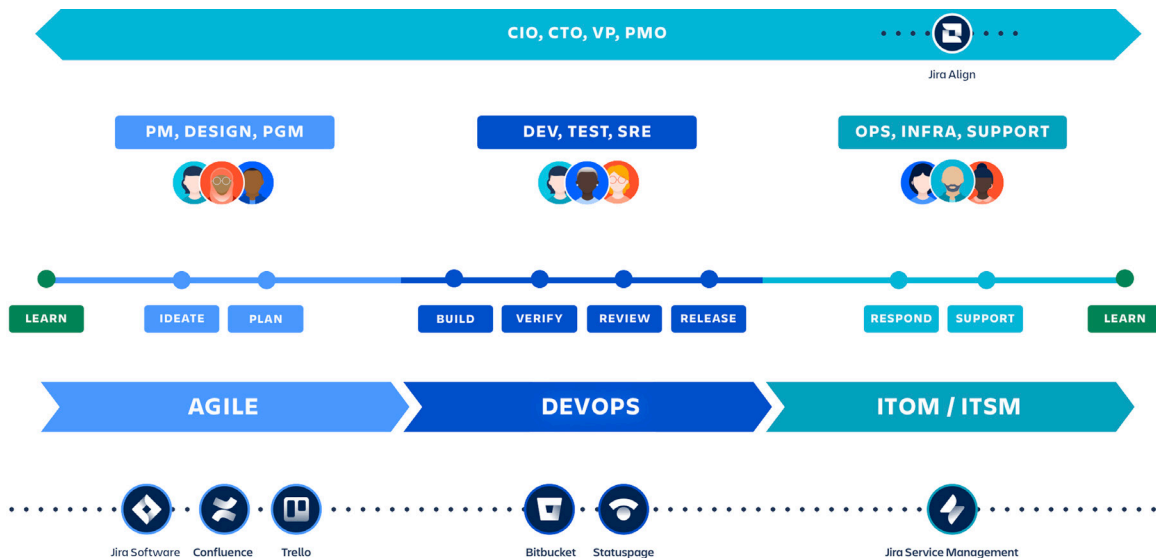 CIO, CTO, VP, PMO
Jira Align
PM, DESIGN, PGM
DEV, TEST, SRE
OPS, INFRA, SUPPORT
LEARN
IDEATE
PLAN
BUILD
VERIFY
REVIEW
RELEASE
RESPOND
SUPPORT
LEARN
AGILE
DEVOPS
ITOM / ITSM
Jira Software
Confluence
Trello
Bitbucket
Statuspage
Jira Service Management